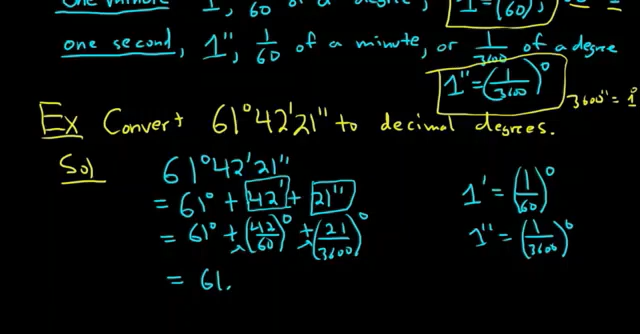 one minute, 1', 1/60 of a degree, 1' = (1/60)°
one second, 1'', 1/60 of a minute, or 1/3600 of a degree
1'' = (1/3600)°
3600'' = 1°
Ex Convert 61°42'21'' to decimal degrees.
Sol 61°42'21''
= 61° + 42' + 21''
1' = (1/60)°
= 61° + (42/60)° + (21/3600)°
1'' = (1/3600)°
= 61.